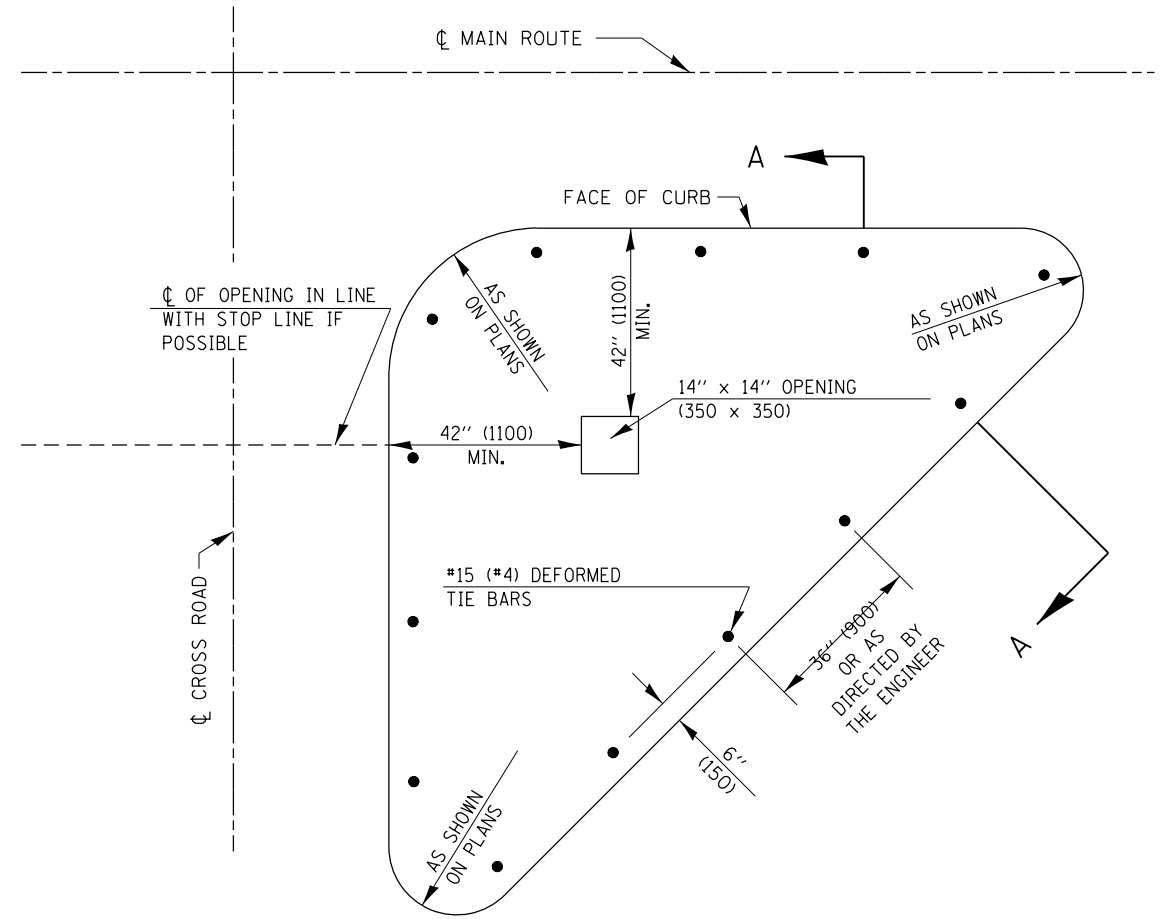 ℄ MAIN ROUTE
A
FACE OF CURB
℄ OF OPENING IN LINE
WITH STOP LINE IF
POSSIBLE
AS SHOWN
ON PLANS
42" (1100)
MIN.
AS SHOWN
ON PLANS
14" x 14" OPENING
(350 x 350)
42" (1100)
MIN.
#15 (#4) DEFORMED
TIE BARS
℄ CROSS ROAD
36" (900)
OR AS
DIRECTED BY
THE ENGINEER
A
6"
(150)
AS SHOWN
ON PLANS